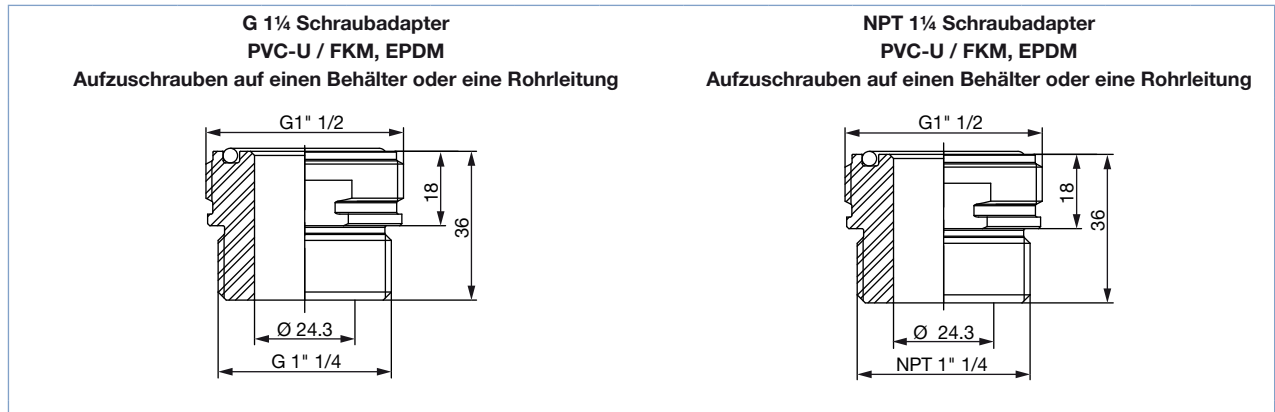 G 1¼ Schraubadapter
PVC-U / FKM, EPDM
Aufzuschrauben auf einen Behälter oder eine Rohrleitung
G1" 1/2
18
36
Ø 24.3
G 1" 1/4
NPT 1¼ Schraubadapter
PVC-U / FKM, EPDM
Aufzuschrauben auf einen Behälter oder eine Rohrleitung
G1" 1/2
18
36
Ø 24.3
NPT 1" 1/4